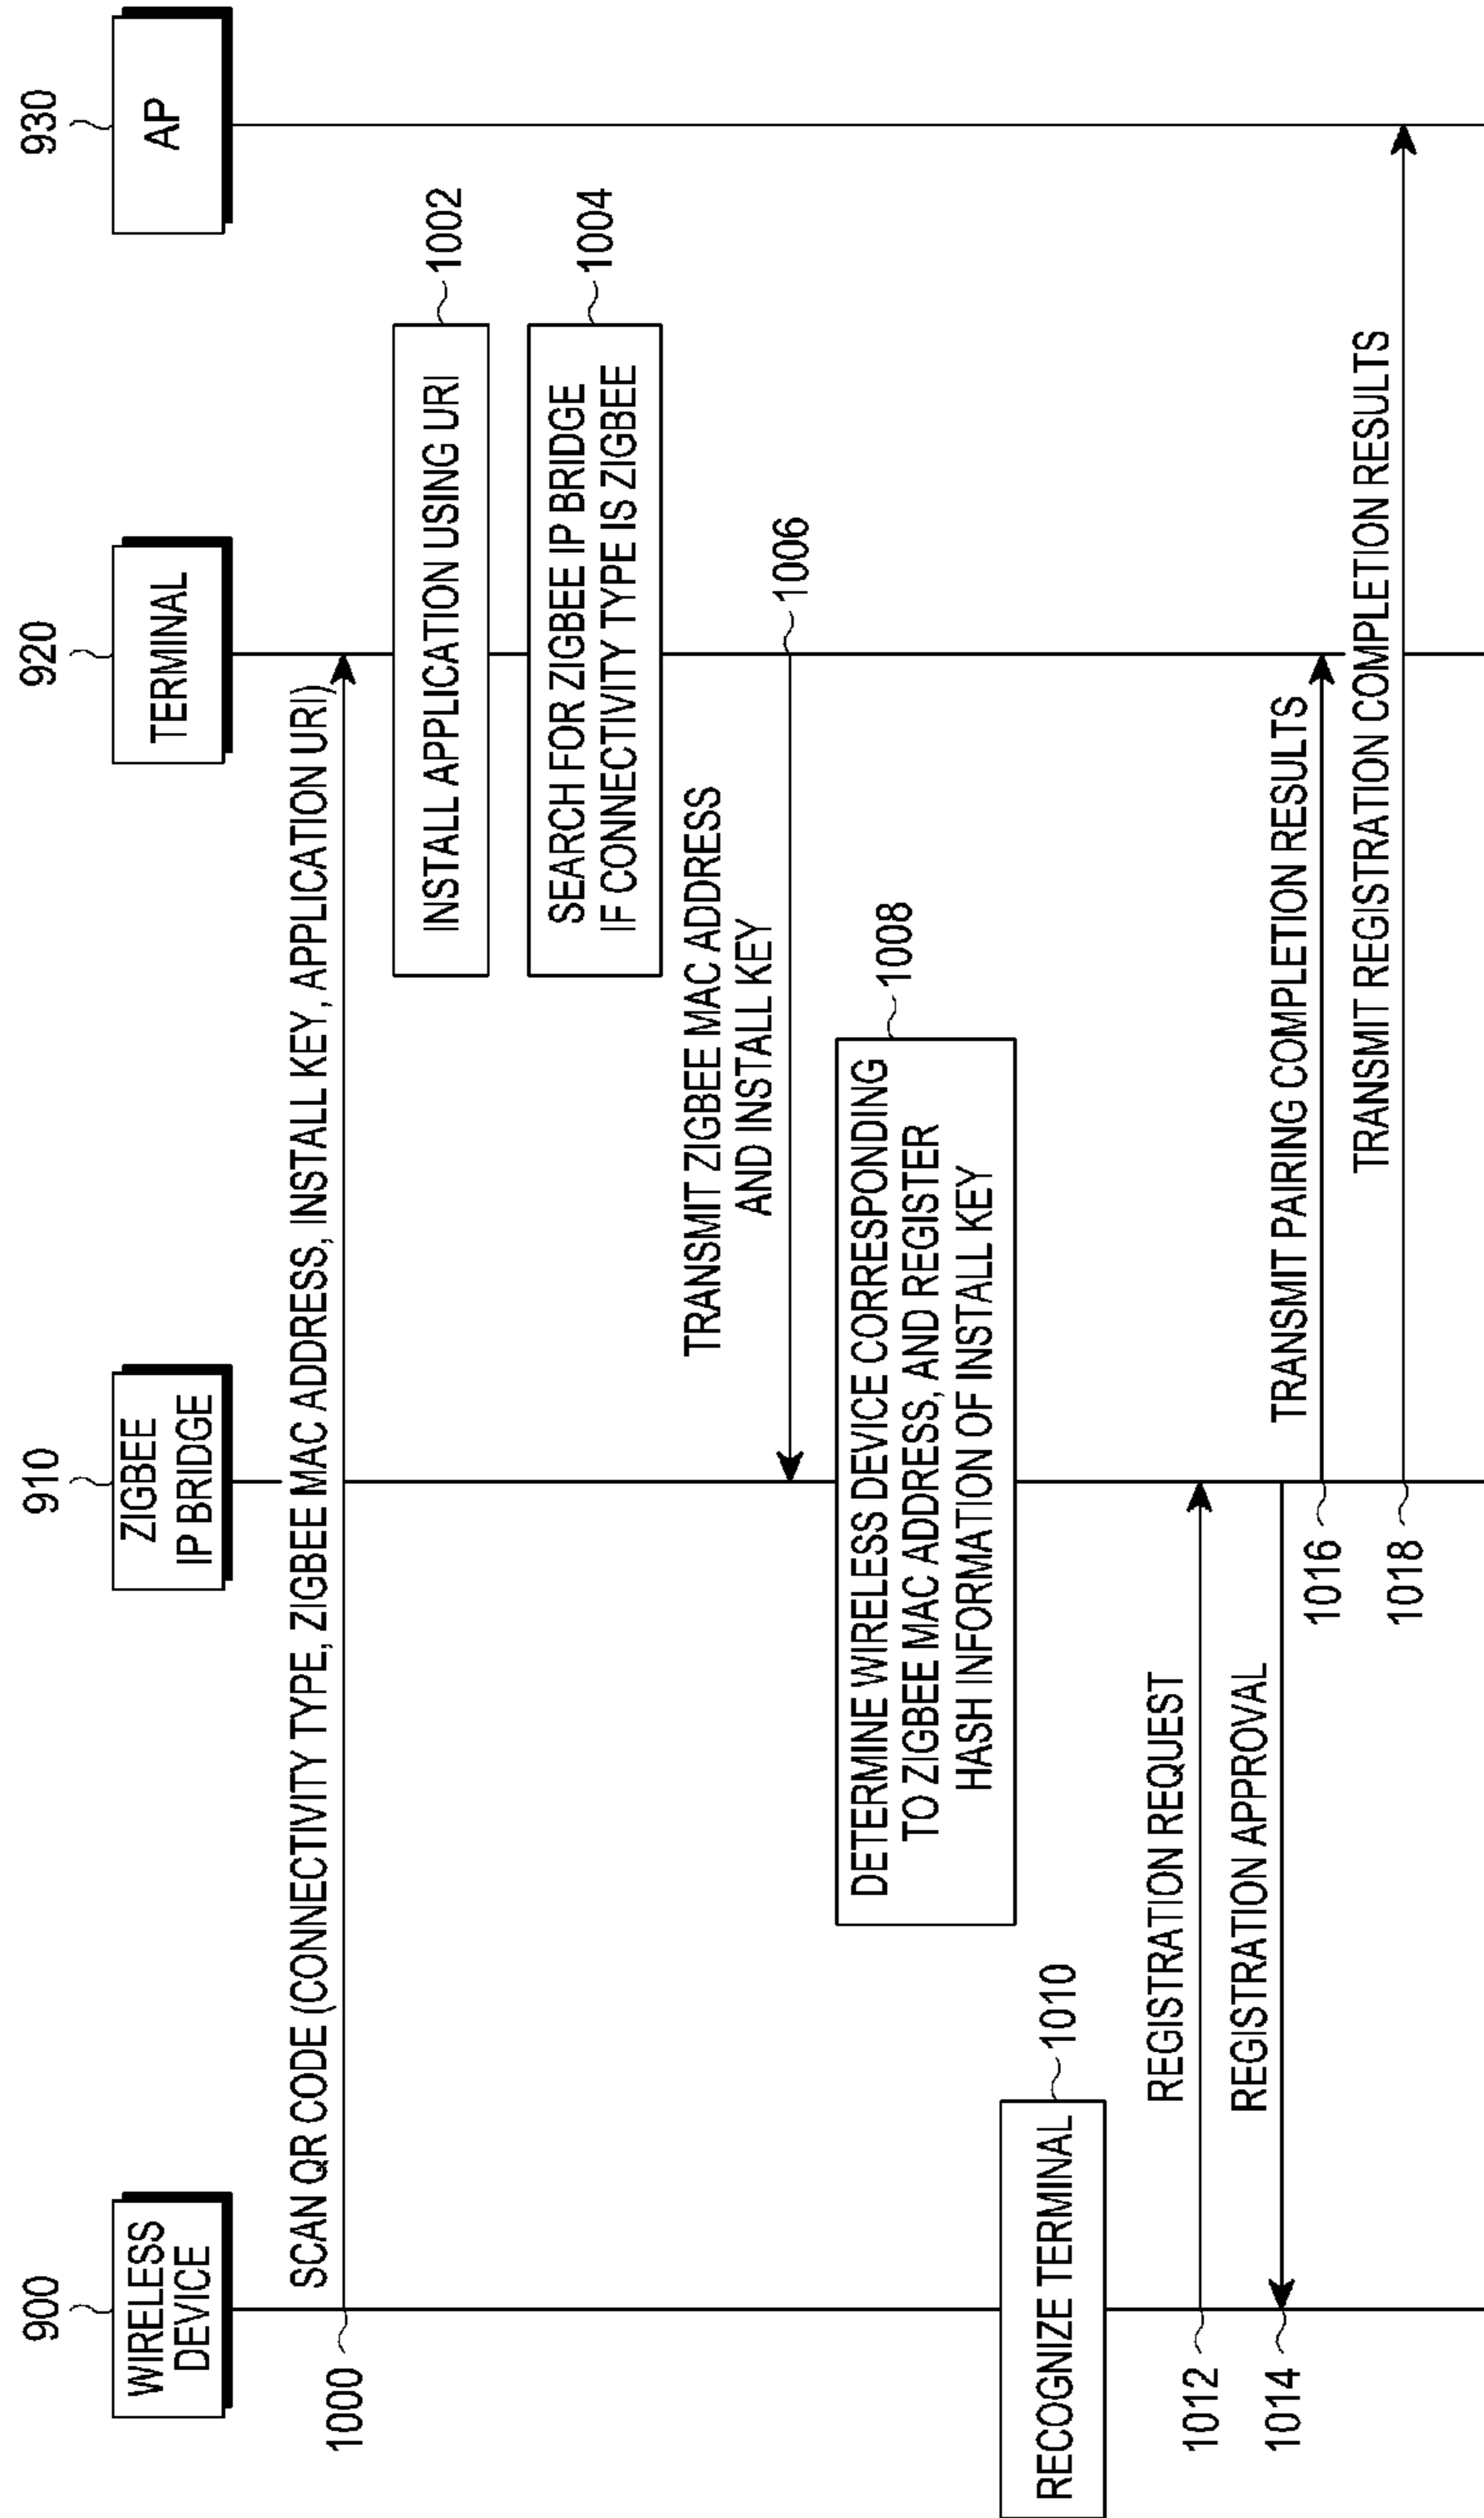 900
WIRELESS
DEVICE
910
ZIGBEE
IP BRIDGE
920
TERMINAL
930
AP
SCAN QR CODE (CONNECTIVITY TYPE, ZIGBEE MAC ADDRESS, INSTALL KEY, APPLICATION URI)
1000
INSTALL APPLICATION USING URI
1002
SEARCH FOR ZIGBEE IP BRIDGE
IF CONNECTIVITY TYPE IS ZIGBEE
1004
TRANSMIT ZIGBEE MAC ADDRESS
AND INSTALL KEY
1006
DETERMINE WIRELESS DEVICE CORRESPONDING
TO ZIGBEE MAC ADDRESS, AND REGISTER
HASH INFORMATION OF INSTALL KEY
1008
RECOGNIZE TERMINAL
1010
REGISTRATION REQUEST
1012
REGISTRATION APPROVAL
1014
TRANSMIT PAIRING COMPLETION RESULTS
1016
TRANSMIT REGISTRATION COMPLETION RESULTS
1018